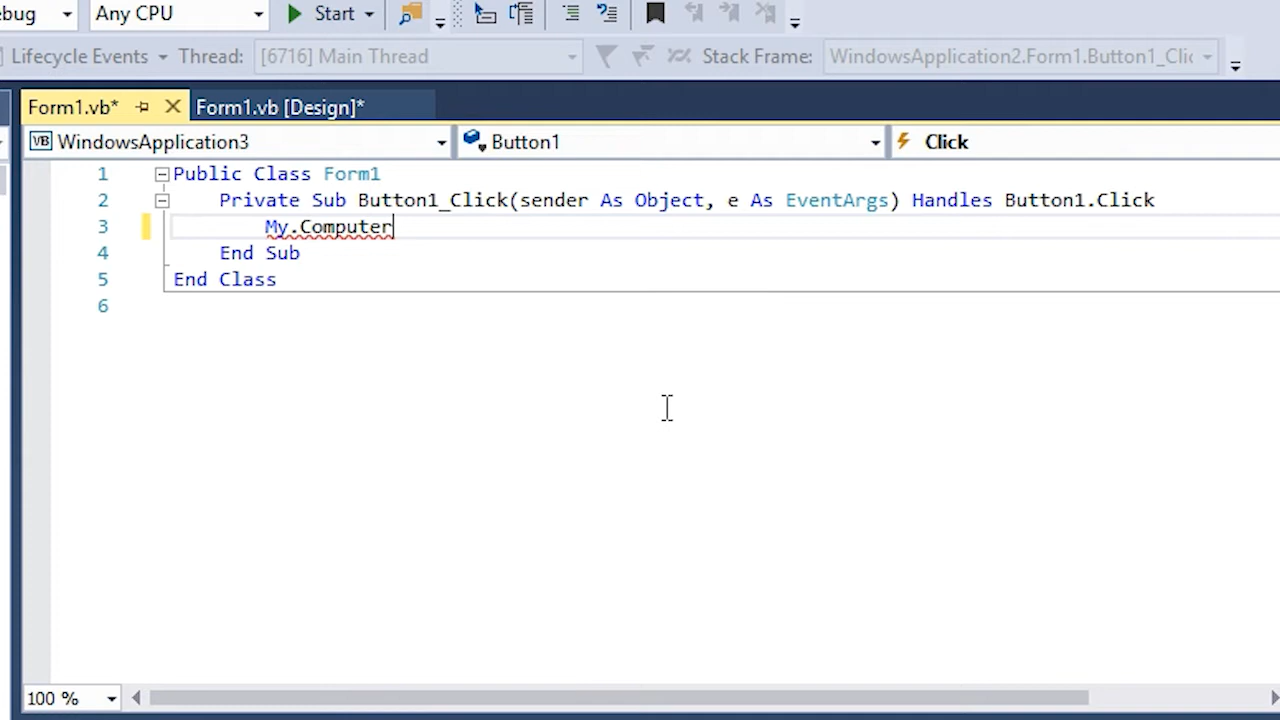 ebug Any CPU Start
Lifecycle Events Thread: [6716] Main Thread Stack Frame: WindowsApplication2.Form1.Button1_Clic
Form1.vb* Form1.vb [Design]*
VB WindowsApplication3 Button1 Click
1 Public Class Form1
2 Private Sub Button1_Click(sender As Object, e As EventArgs) Handles Button1.Click
3 My.Computer
4 End Sub
5 End Class
6
100 %